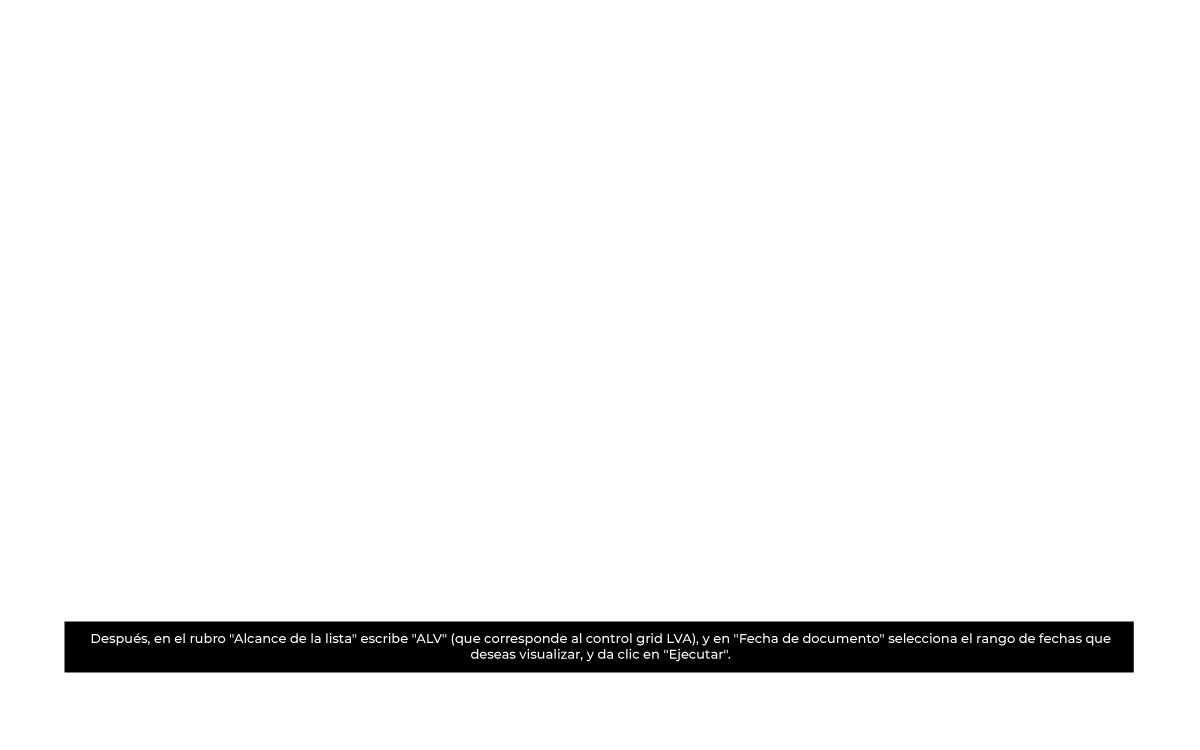 Después, en el rubro "Alcance de la lista" escribe "ALV" (que corresponde al control grid LVA), y en "Fecha de documento" selecciona el rango de fechas que
deseas visualizar, y da clic en "Ejecutar".